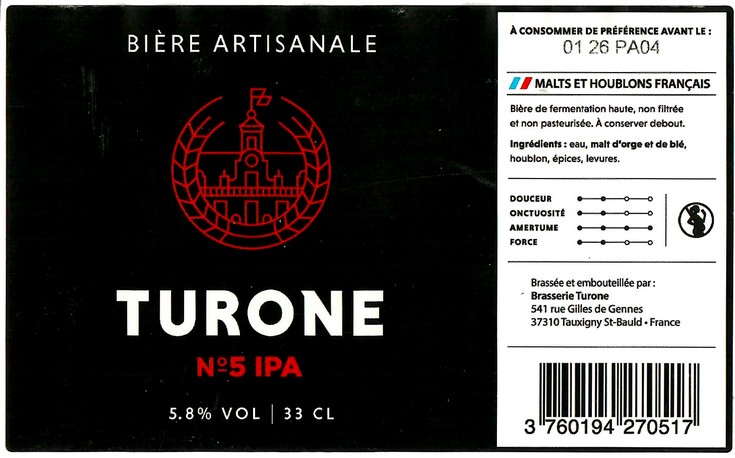 BIÈRE ARTISANALE
TURONE
Nº5 IPA
5.8% VOL | 33 CL
À CONSOMMER DE PRÉFÉRENCE AVANT LE :
01 26 PA04
MALTS ET HOUBLONS FRANÇAIS
Bière de fermentation haute, non filtrée
et non pasteurisée. À conserver debout.
Ingrédients : eau, malt d'orge et de blé,
houblon, épices, levures.
DOUCEUR
ONCTUOSITÉ
AMERTUME
FORCE
Brassée et embouteillée par :
Brasserie Turone
541 rue Gilles de Gennes
37310 Tauxigny St-Bauld • France
3 760194 270517